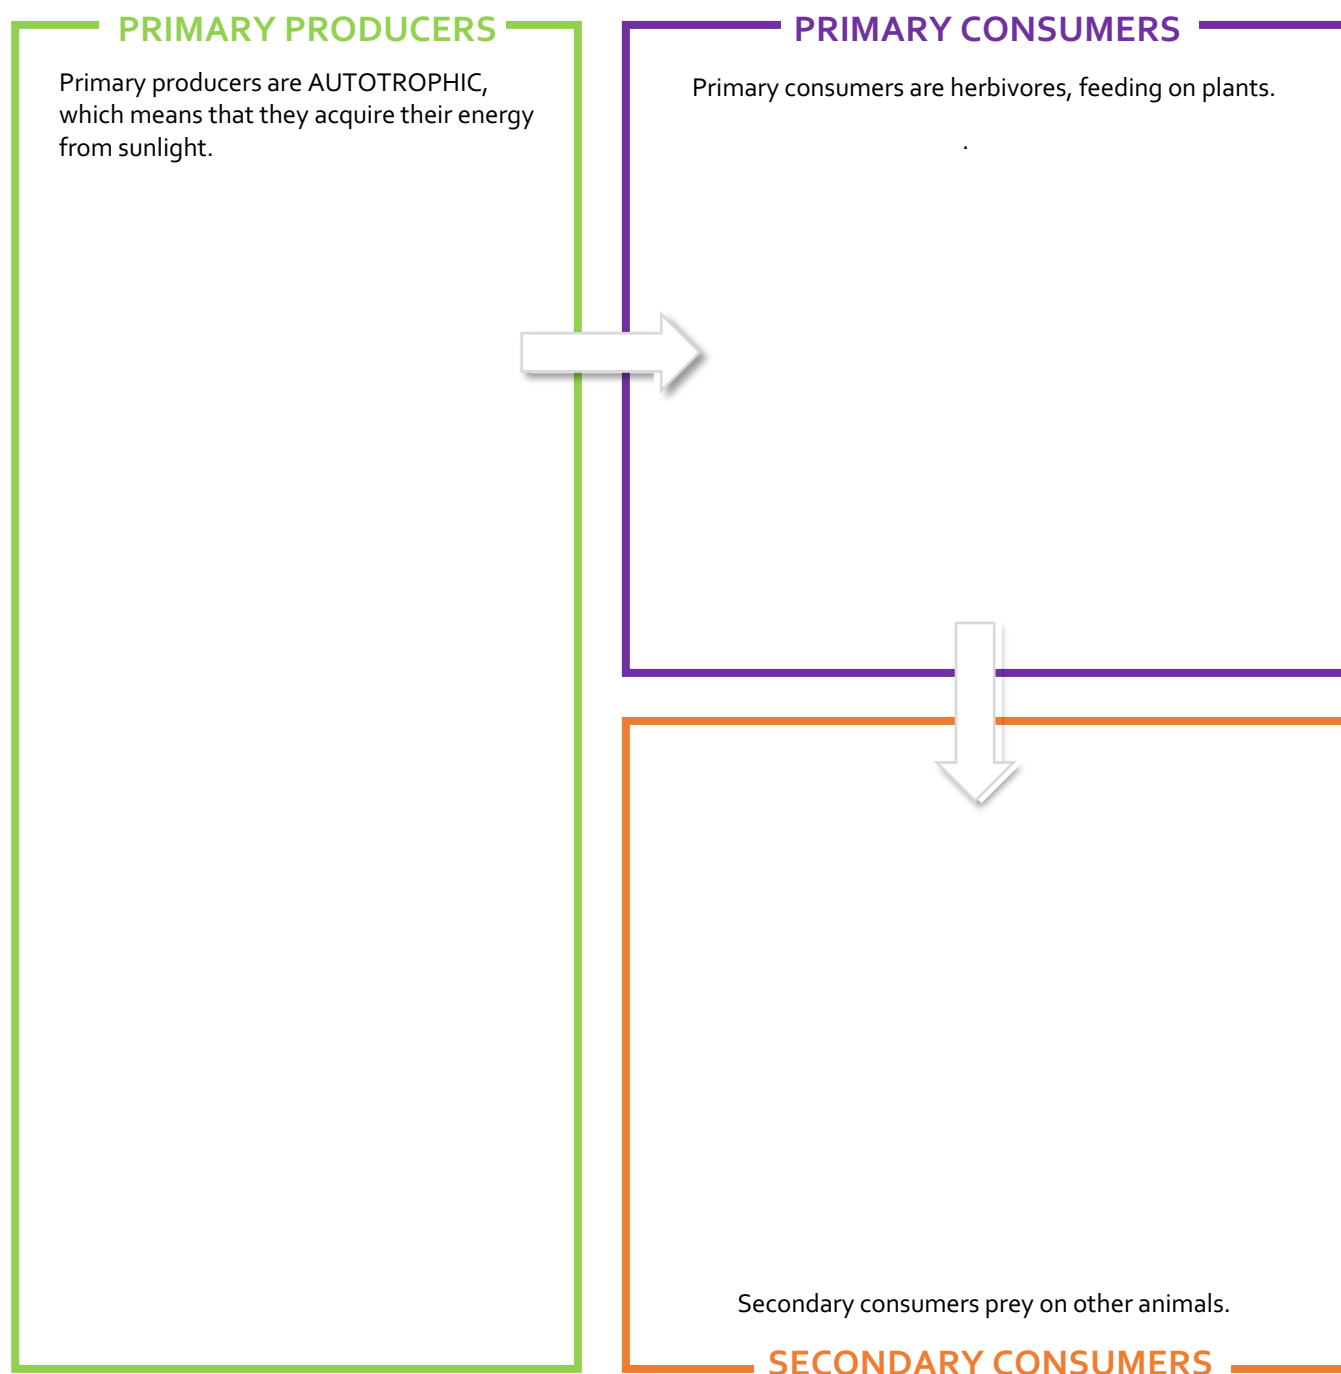 PRIMARY PRODUCERS
Primary producers are AUTOTROPHIC,
which means that they acquire their energy
from sunlight.
PRIMARY CONSUMERS
Primary consumers are herbivores, feeding on plants.
.
Secondary consumers prey on other animals.
SECONDARY CONSUMERS